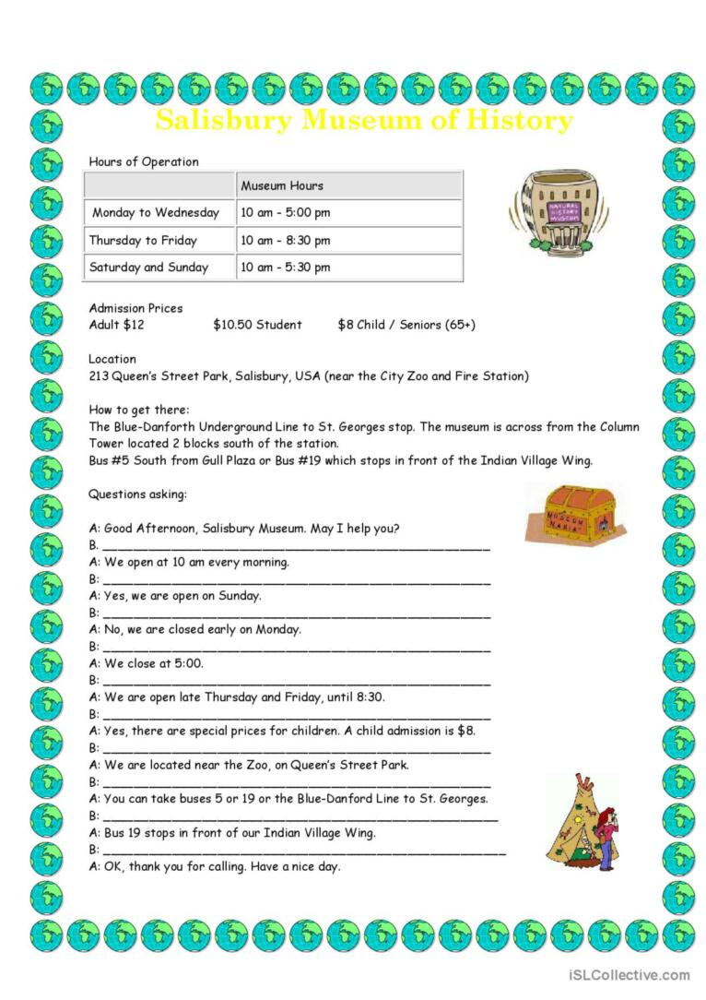 Salisbury Museum of History
Hours of Operation
Museum Hours
Monday to Wednesday 10 am - 5:00 pm
Thursday to Friday 10 am - 8:30 pm
Saturday and Sunday 10 am - 5:30 pm
NATURAL
HISTORY
MUSEUM
Admission Prices
Adult $12 $10.50 Student $8 Child / Seniors (65+)
Location
213 Queen's Street Park, Salisbury, USA (near the City Zoo and Fire Station)
How to get there:
The Blue-Danforth Underground Line to St. Georges stop. The museum is across from the Column
Tower located 2 blocks south of the station.
Bus #5 South from Gull Plaza or Bus #19 which stops in front of the Indian Village Wing.
Questions asking:
MUSEUM
MANIA
A: Good Afternoon, Salisbury Museum. May I help you?
B. ____________________
A: We open at 10 am every morning.
B: ____________________
A: Yes, we are open on Sunday.
B: ____________________
A: No, we are closed early on Monday.
B: ____________________
A: We close at 5:00.
B: ____________________
A: We are open late Thursday and Friday, until 8:30.
B: ____________________
A: Yes, there are special prices for children. A child admission is $8.
B: ____________________
A: We are located near the Zoo, on Queen's Street Park.
B: ____________________
A: You can take buses 5 or 19 or the Blue-Danford Line to St. Georges.
B: ____________________
A: Bus 19 stops in front of our Indian Village Wing.
B: ____________________
A: OK, thank you for calling. Have a nice day.
iSLCollective.com